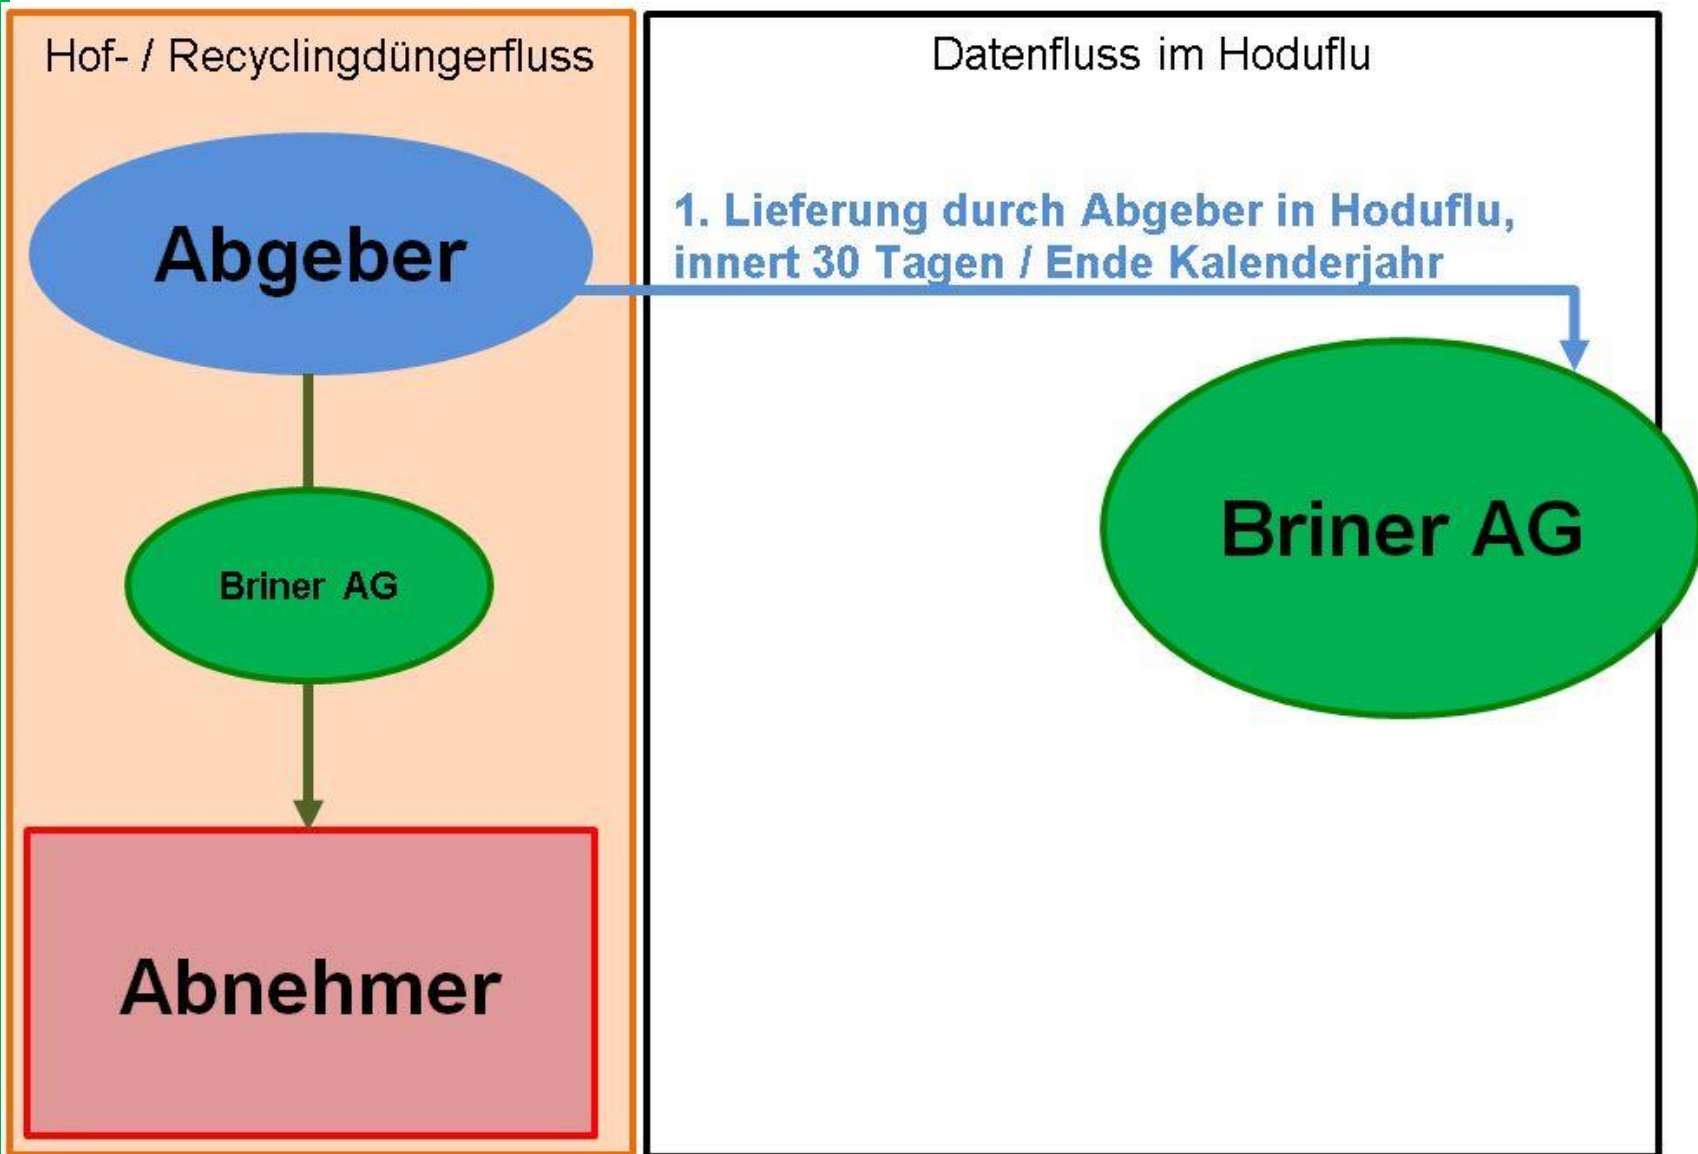 Hof- / Recyclingdüngerfluss
Abgeber
Briner AG
Abnehmer
Datenfluss im Hoduflu
1. Lieferung durch Abgeber in Hoduflu,
innert 30 Tagen / Ende Kalenderjahr
Briner AG